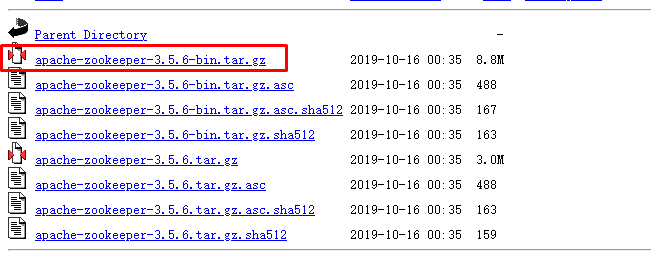 Parent Directory -
apache-zookeeper-3.5.6-bin.tar.gz 2019-10-16 00:35 8.8M
apache-zookeeper-3.5.6-bin.tar.gz.asc 2019-10-16 00:35 488
apache-zookeeper-3.5.6-bin.tar.gz.asc.sha512 2019-10-16 00:35 167
apache-zookeeper-3.5.6-bin.tar.gz.sha512 2019-10-16 00:35 163
apache-zookeeper-3.5.6.tar.gz 2019-10-16 00:35 3.0M
apache-zookeeper-3.5.6.tar.gz.asc 2019-10-16 00:35 488
apache-zookeeper-3.5.6.tar.gz.asc.sha512 2019-10-16 00:35 163
apache-zookeeper-3.5.6.tar.gz.sha512 2019-10-16 00:35 159